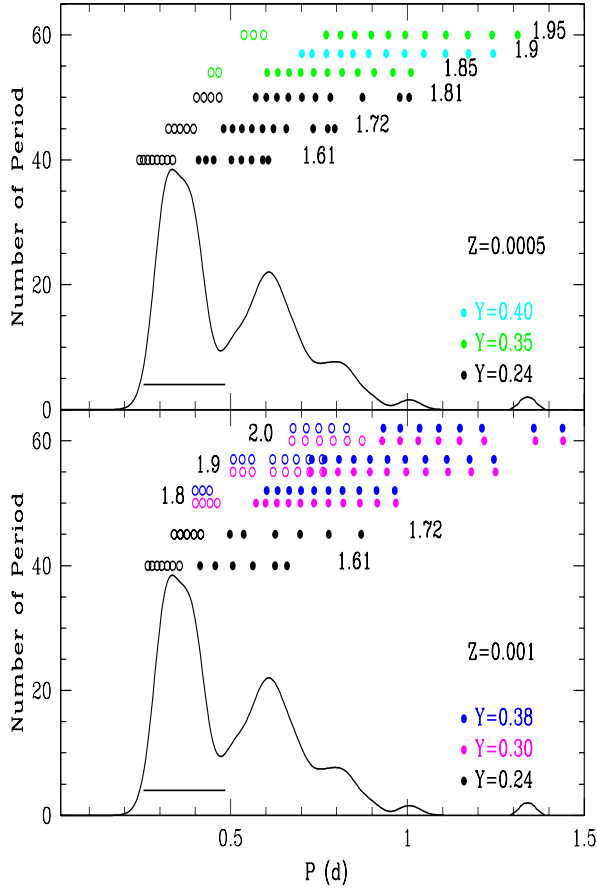 60
1.95
1.9
1.85
1.81
1.72
40
1.61
Number of Period
Z=0.0005
20
Y=0.40
Y=0.35
Y=0.24
0
60
2.0
1.9
1.8
1.72
40
1.61
Number of Period
Z=0.001
20
Y=0.38
Y=0.30
Y=0.24
0
0.5
1
1.5
P (d)